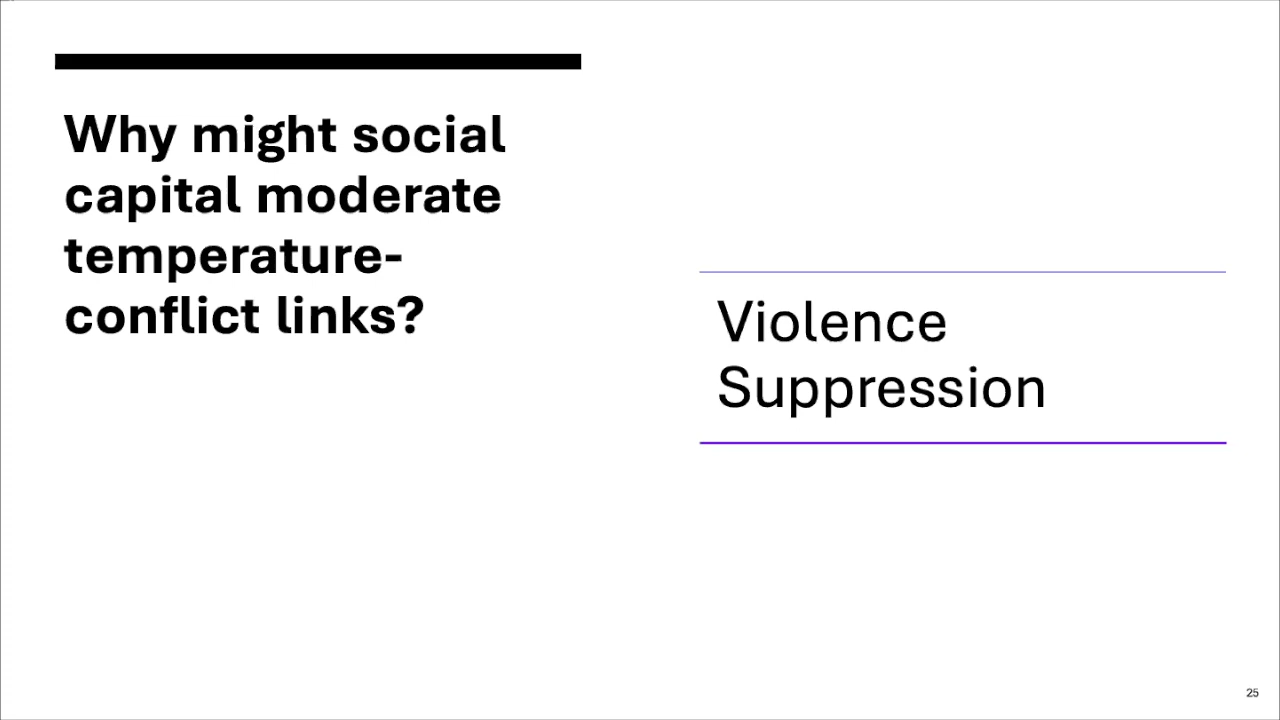 Why might social
capital moderate
temperature-
conflict links?
Violence
Suppression
25